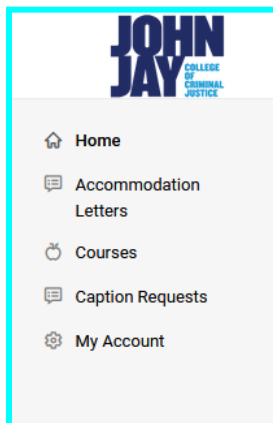 JOHN
JAY
COLLEGE
OF
CRIMINAL
JUSTICE
Home
Accommodation
Letters
Courses
Caption Requests
My Account